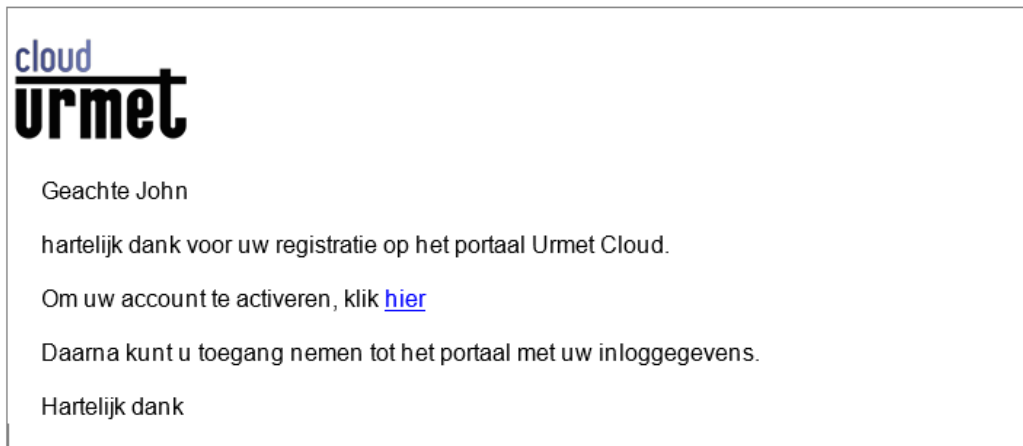 cloud
urmet
Geachte John
hartelijk dank voor uw registratie op het portaal Urmet Cloud.
Om uw account te activeren, klik hier
Daarna kunt u toegang nemen tot het portaal met uw inloggegevens.
Hartelijk dank